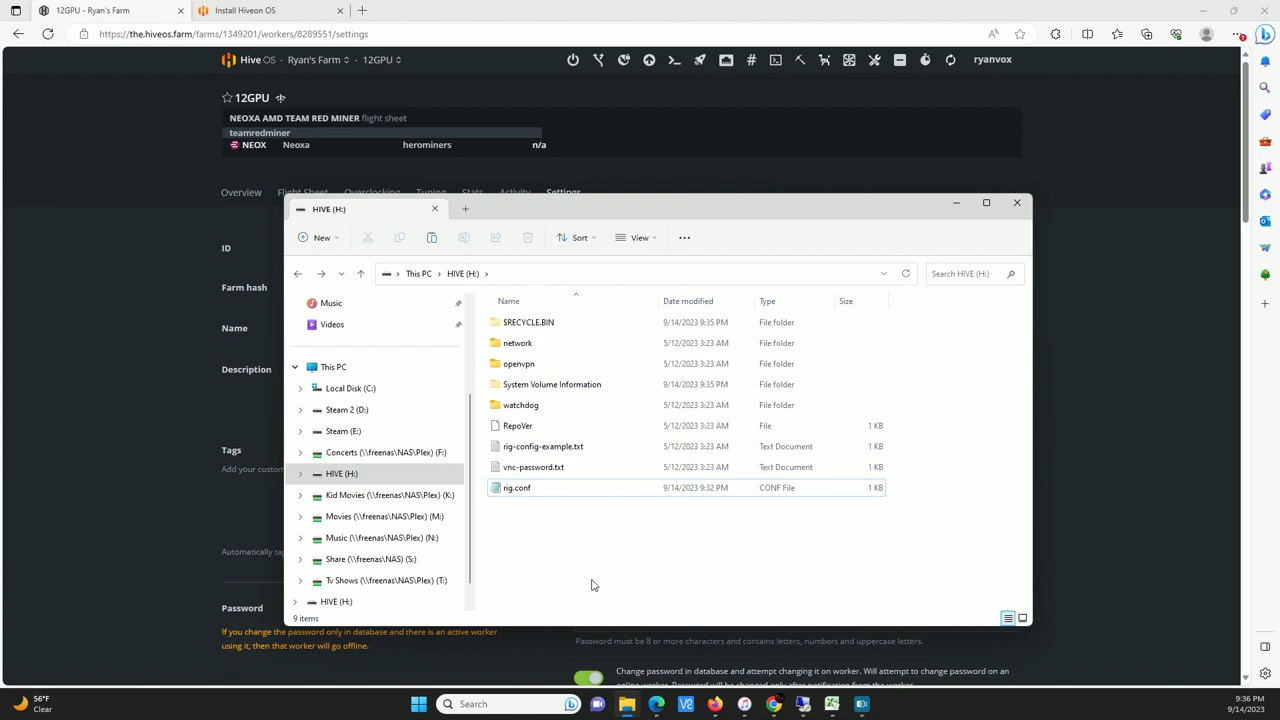 12GPU - Ryan's Farm
Install Hiveon OS
https://the.hiveos.farm/farms/1349201/workers/8289551/settings
Hive OS
Ryan's Farm
12GPU
ryanvox
12GPU
NEOXA AMD TEAM RED MINER flight sheet
teamredminer
NEOX Neoxa herominers n/a
Overview Flight Sheet Overclocking Tuning Stats Activity Settings
HIVE (H:)
New
Sort
View
This PC > HIVE (H:) >
Search HIVE (H:)
Name Date modified Type Size
$RECYCLE.BIN 9/14/2023 9:35 PM File folder
network 5/12/2023 3:23 AM File folder
openvpn 5/12/2023 3:23 AM File folder
System Volume Information 9/14/2023 9:35 PM File folder
watchdog 5/12/2023 3:23 AM File folder
RepoVer 5/12/2023 3:23 AM File 1 KB
rig-config-example.txt 5/12/2023 3:23 AM Text Document 1 KB
vnc-password.txt 5/12/2023 3:23 AM Text Document 1 KB
rig.conf 9/14/2023 9:32 PM CONF File 1 KB
Music
Videos
This PC
Local Disk (C:)
Steam 2 (D:)
Steam (E:)
Concerts (\\freenas\NAS\Plex) (F:)
HIVE (H:)
Kid Movies (\\freenas\NAS\Plex) (K:)
Movies (\\freenas\NAS\Plex) (M:)
Music (\\freenas\NAS\Plex) (N:)
Share (\\freenas\NAS) (S:)
Tv Shows (\\freenas\NAS\Plex) (T:)
HIVE (H:)
9 items
ID
Farm hash
Name
Description
Tags
Add your custom
Automatically tag
Password
If you change the password only in database and there is an active worker
using it, then that worker will go offline.
Password must be 8 or more characters and contains letters, numbers and uppercase letters.
Change password in database and attempt changing it on worker. Will attempt to change password on an
online worker. Password will be changed only after notification from the worker.
56°F
Clear
Search
9:36 PM
9/14/2023